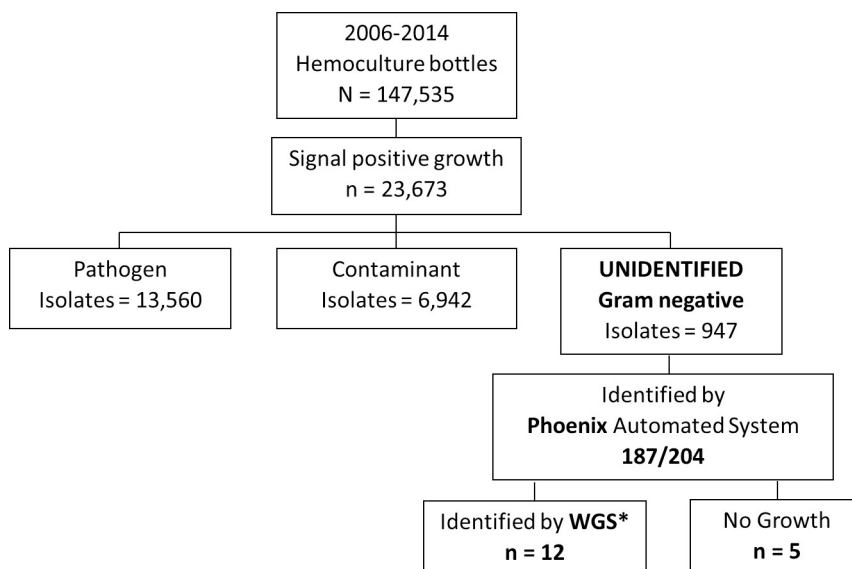 2006-2014
Hemoculture bottles
N = 147,535
Signal positive growth
n = 23,673
Pathogen
Isolates = 13,560
Contaminant
Isolates = 6,942
UNIDENTIFIED
Gram negative
Isolates = 947
Identified by
Phoenix Automated System
187/204
Identified by WGS*
n = 12
No Growth
n = 5